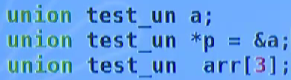 union test_un a;
union test_un *p = &a;
union test_un  arr[3];